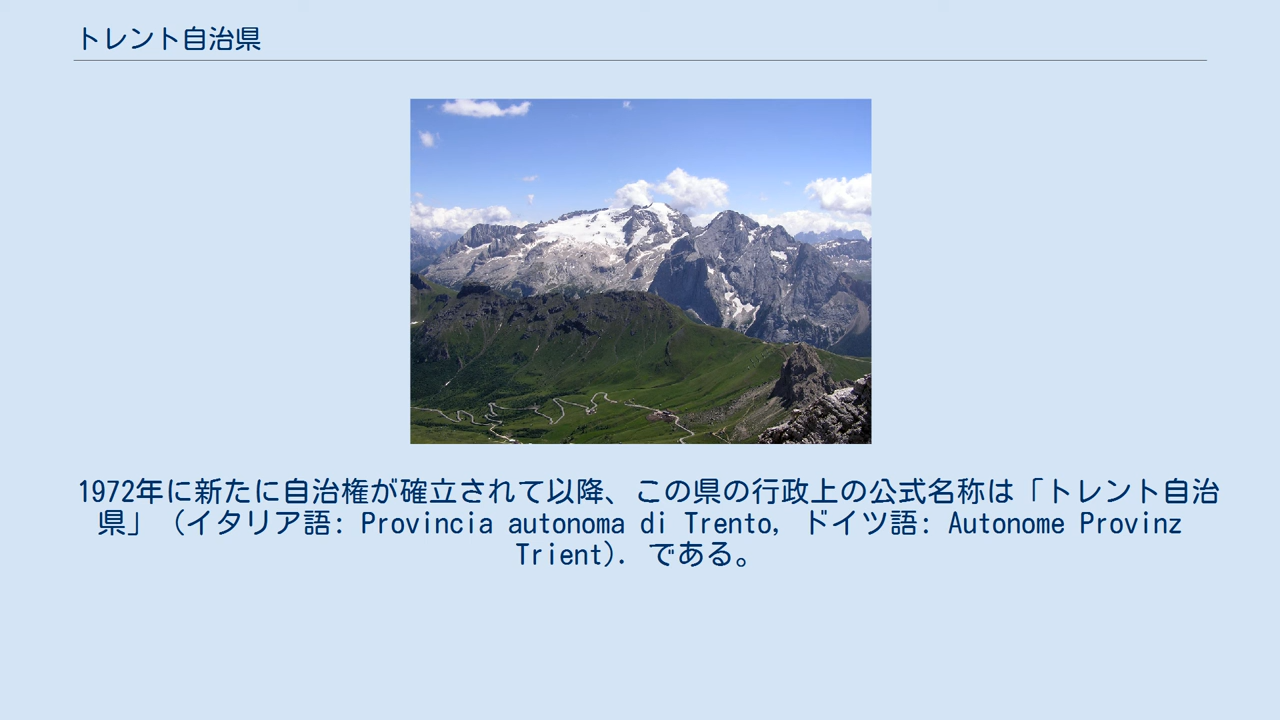 トレント自治県
1972年に新たに自治権が確立されて以降、この県の行政上の公式名称は「トレント自治
県」（イタリア語: Provincia autonoma di Trento, ドイツ語: Autonome Provinz
Trient). である。